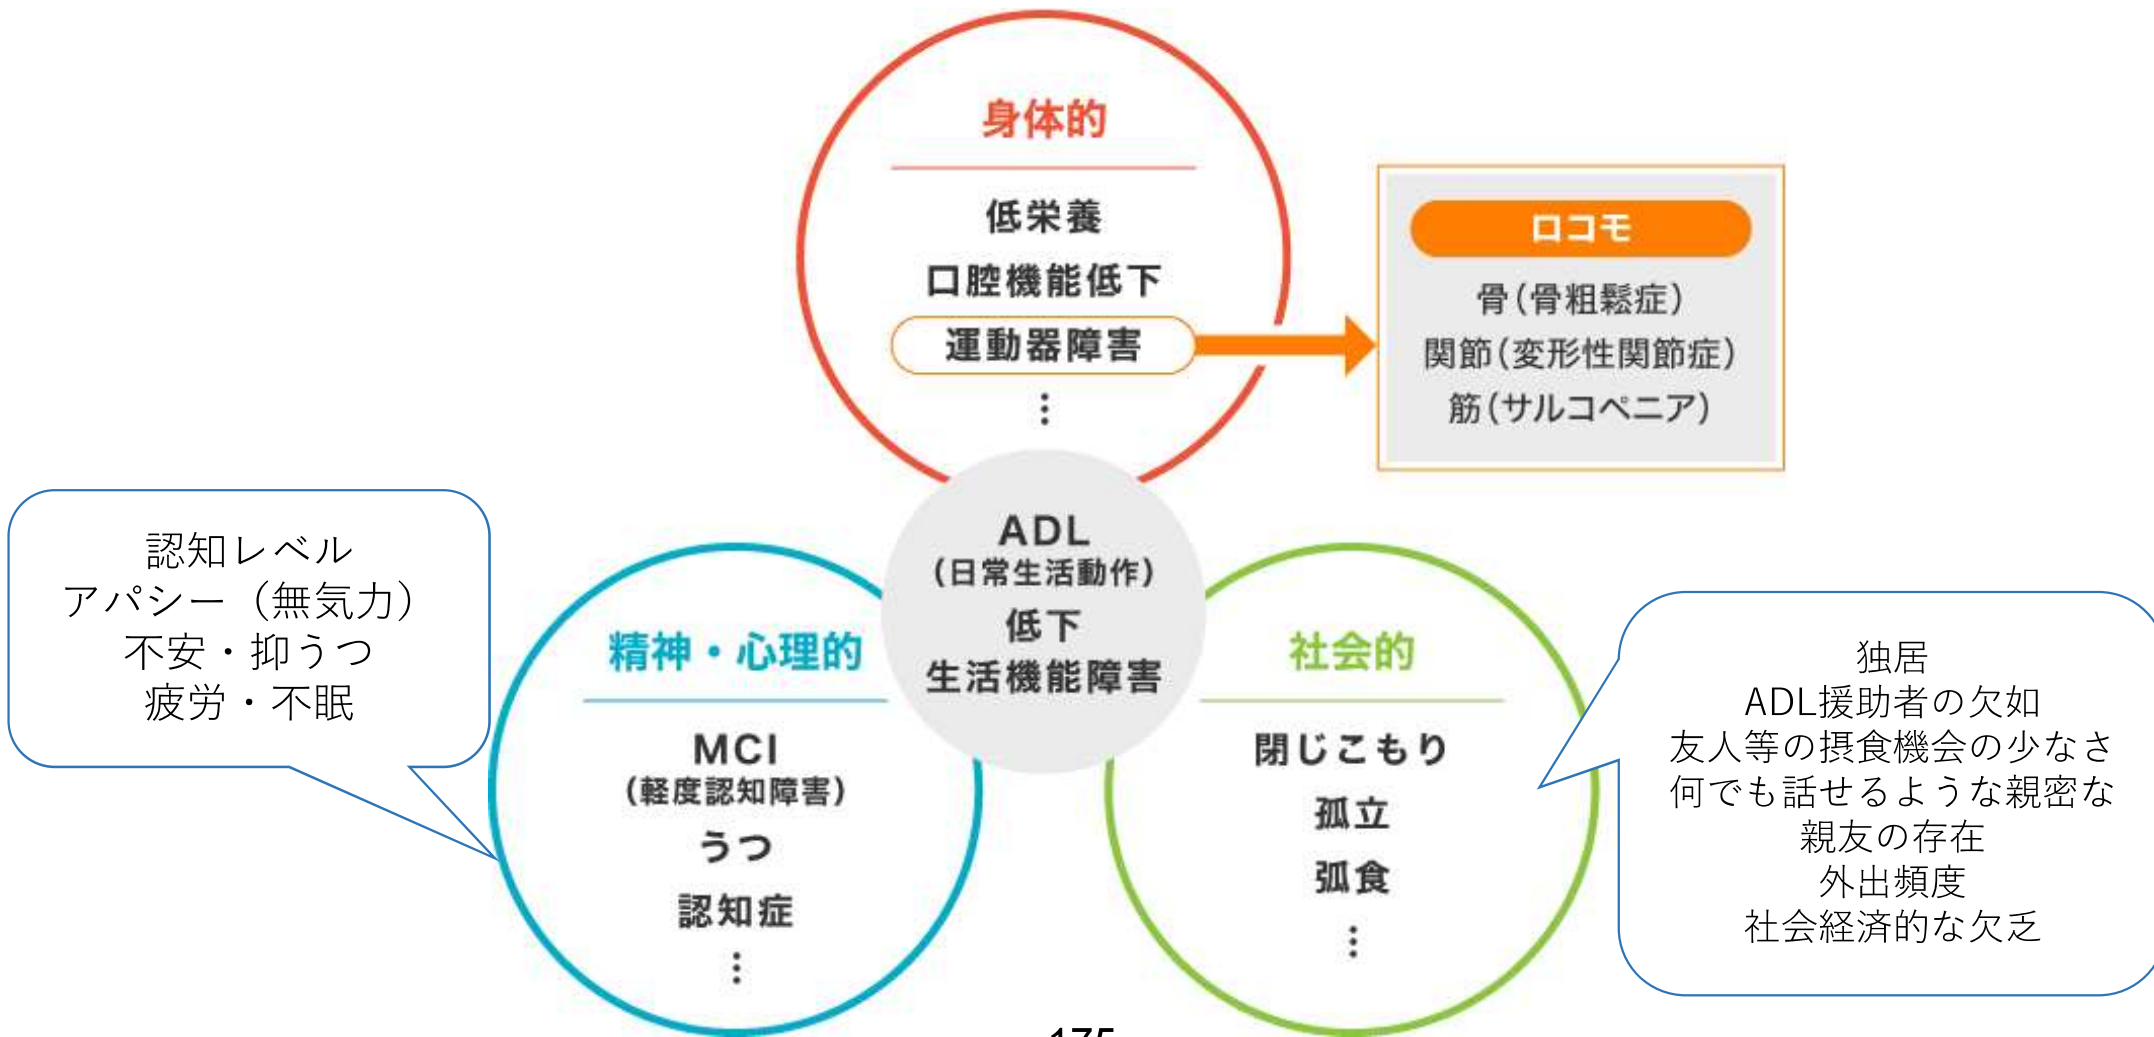 身体的
低栄養
口腔機能低下
運動器障害
⋮
ロコモ
骨(骨粗鬆症)
関節(変形性関節症)
筋(サルコペニア)
ADL
(日常生活動作)
低下
生活機能障害
認知レベル
アパシー（無気力）
不安・抑うつ
疲労・不眠
精神・心理的
MCI
(軽度認知障害)
うつ
認知症
⋮
社会的
閉じこもり
孤立
弧食
⋮
独居
ADL援助者の欠如
友人等の摂食機会の少なさ
何でも話せるような親密な
親友の存在
外出頻度
社会経済的な欠乏
175